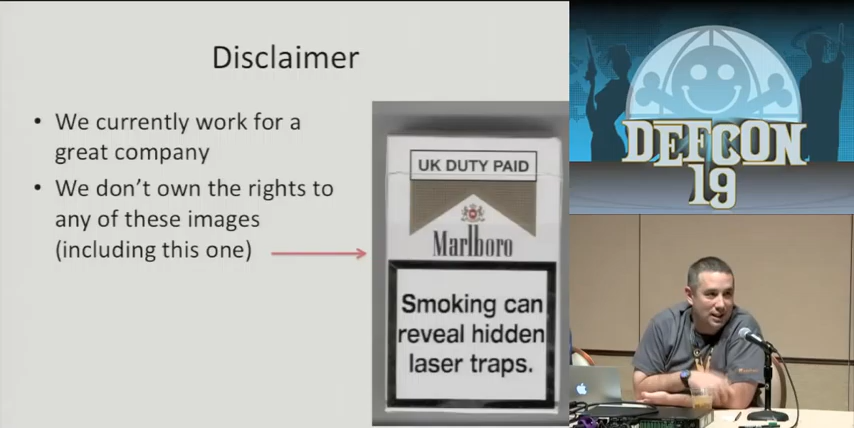 Disclaimer
• We currently work for a
great company
• We don't own the rights to
any of these images
(including this one)
UK DUTY PAID
Marlboro
Smoking can
reveal hidden
laser traps.
DEFCON
19